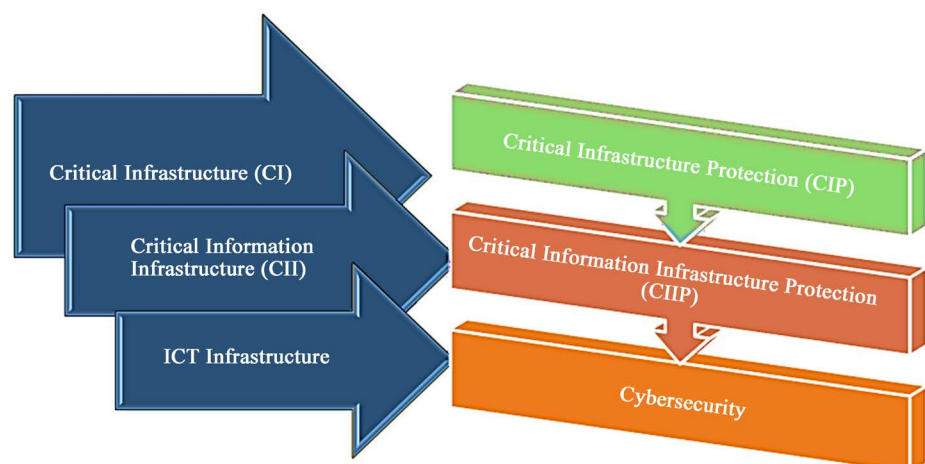 Critical Infrastructure (CI)
Critical Information
Infrastructure (CII)
ICT Infrastructure
Critical Infrastructure Protection (CIP)
Critical Information Infrastructure Protection
(CIIP)
Cybersecurity